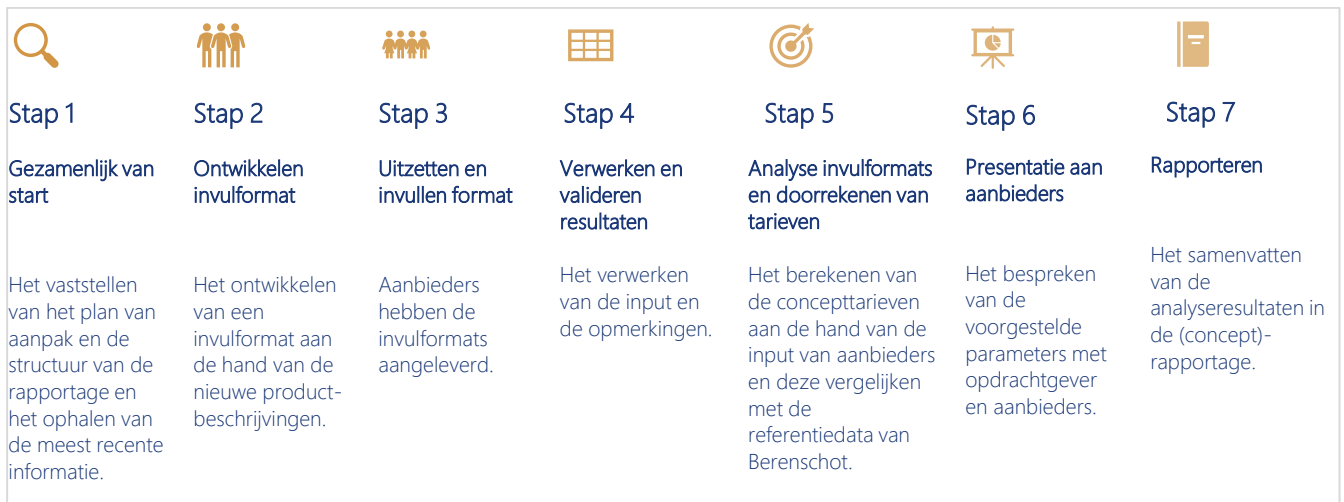 Stap 1
Gezamenlijk van
start
Het vaststellen
van het plan van
aanpak en de
structuur van de
rapportage en
het ophalen van
de meest recente
informatie.
Stap 2
Ontwikkelen
invulformat
Het ontwikkelen
van een
invulformat aan
de hand van de
nieuwe product-
beschrijvingen.
Stap 3
Uitzetten en
invullen format
Aanbieders
hebben de
invulformats
aangeleverd.
Stap 4
Verwerken en
valideren
resultaten
Het verwerken
van de input en
de opmerkingen.
Stap 5
Analyse invulformats
en doorrekenen van
tarieven
Het berekenen van
de concepttarieven
aan de hand van de
input van aanbieders
en deze vergelijken
met de
referentiedata van
Berenschot.
Stap 6
Presentatie aan
aanbieders
Het bespreken
van de
voorgestelde
parameters met
opdrachtgever
en aanbieders.
Stap 7
Rapporteren
Het samenvatten
van de
analyseresultaten in
de (concept)-
rapportage.